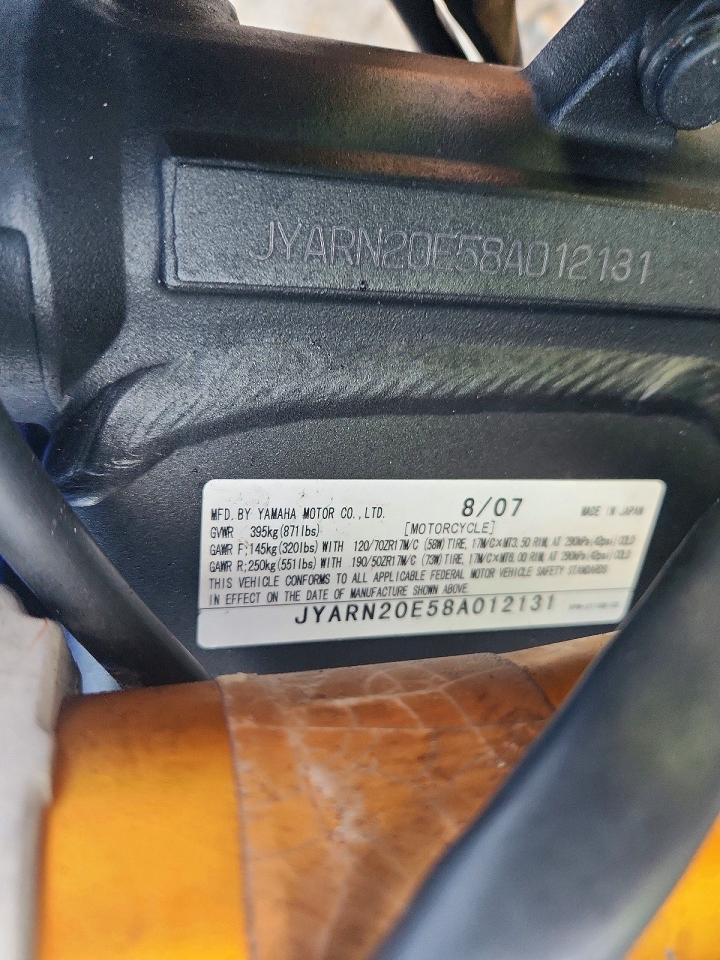 JYARN20E58A012131
MFD. BY YAMAHA MOTOR CO., LTD. 8/07 MADE IN JAPAN
GVWR 395kg(871lbs) [MOTORCYCLE]
GAWR F;145kg(320lbs) WITH 120/70ZR17M/C (58W) TIRE, 17M/C×MT3.50 RIM, AT 290kPa(42psi) COLD
GAWR R;250kg(551lbs) WITH 190/50ZR17M/C (73W) TIRE, 17M/C×MT6.00 RIM, AT 290kPa(42psi) COLD
THIS VEHICLE CONFORMS TO ALL APPLICABLE FEDERAL MOTOR VEHICLE SAFETY STANDARDS
IN EFFECT ON THE DATE OF MANUFACTURE SHOWN ABOVE.
JYARN20E58A012131